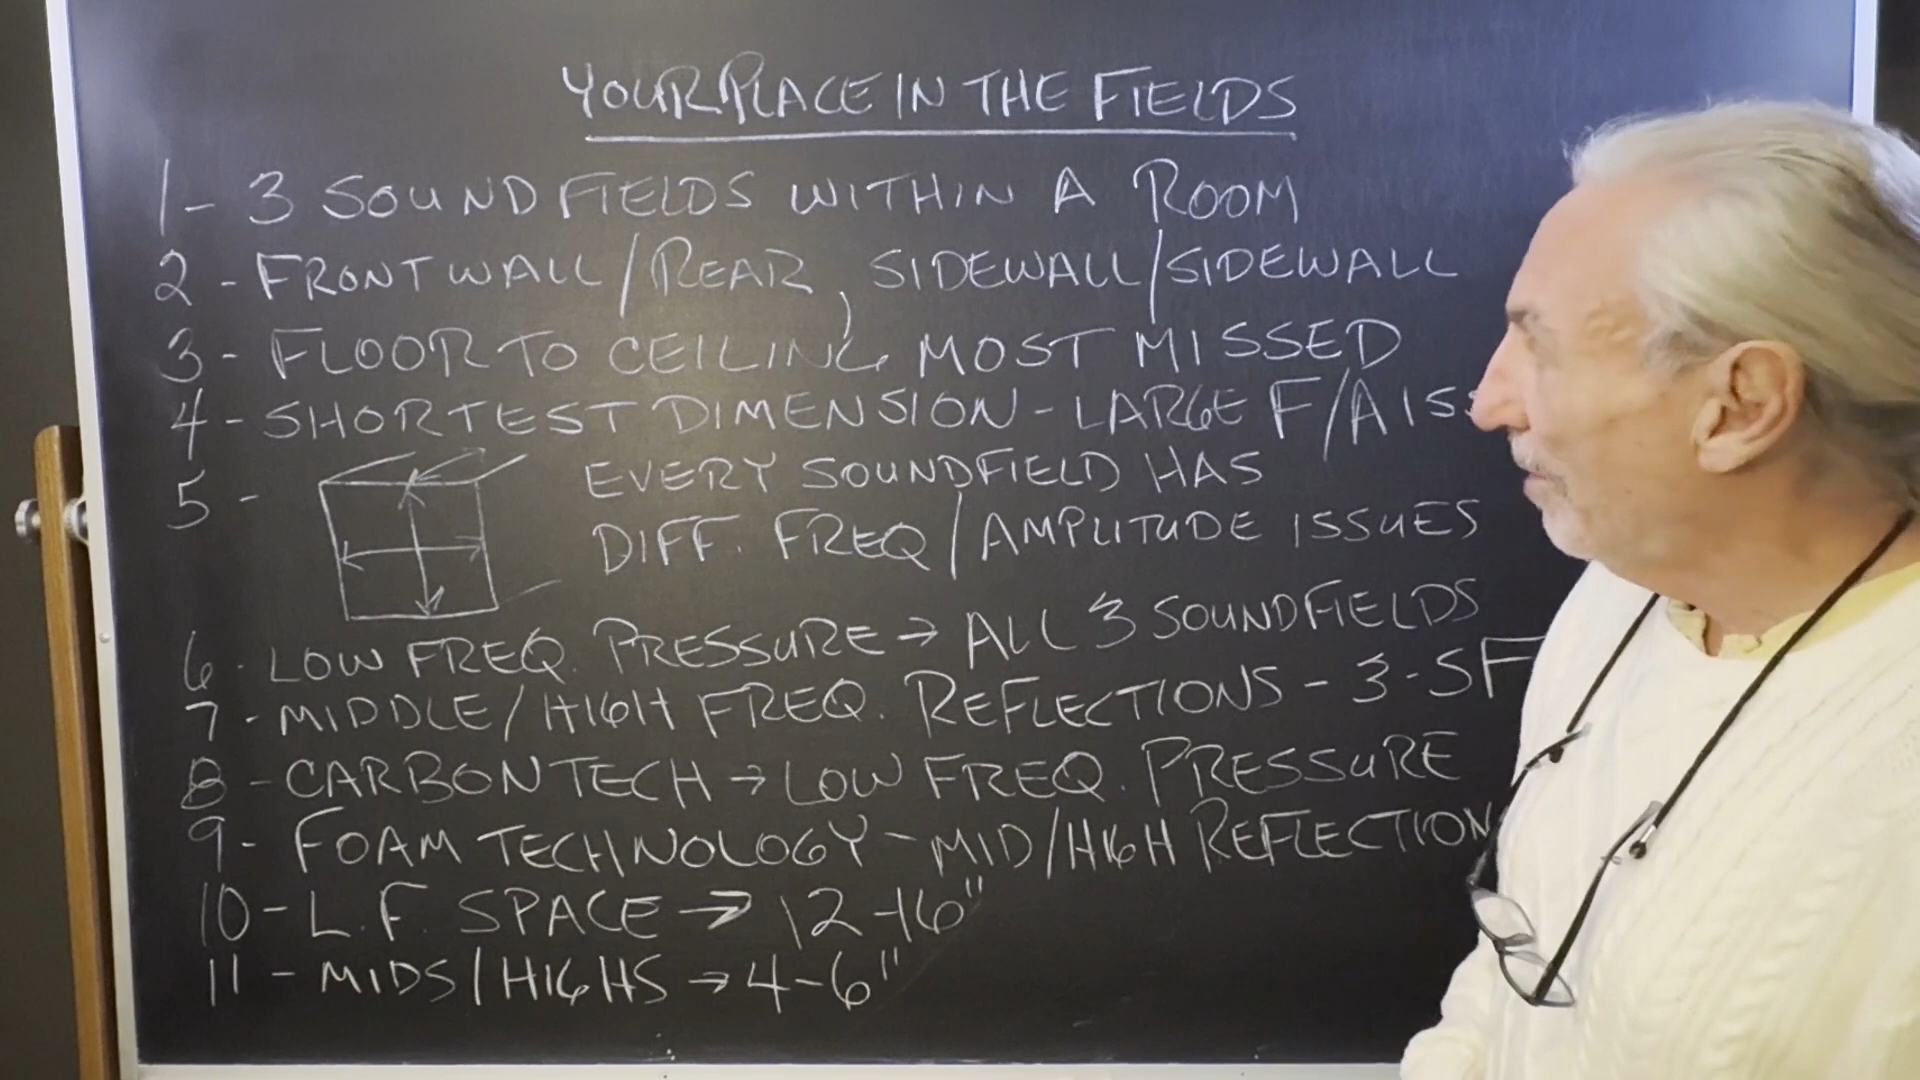 YOUR PLACE IN THE FIELDS
1- 3 SOUND FIELDS WITHIN A ROOM
2 - FRONT WALL/REAR, SIDEWALL/SIDEWALL
3 - FLOOR TO CEILING MOST MISSED
4 - SHORTEST DIMENSION - LARGE F/A
5 - EVERY SOUNDFIELD HAS
DIFF. FREQ/AMPLITUDE ISSUES
6 - LOW FREQ. PRESSURE → ALL 3 SOUNDFIELDS
7 - MIDDLE/HIGH FREQ. REFLECTIONS - 3-SF
8 - CARBON TECH → LOW FREQ. PRESSURE
9 - FOAM TECHNOLOGY - MID/HIGH REFLECTION
10 - L.F. SPACE → 12-16"
11 - MIDS/HIGHS → 4-6"